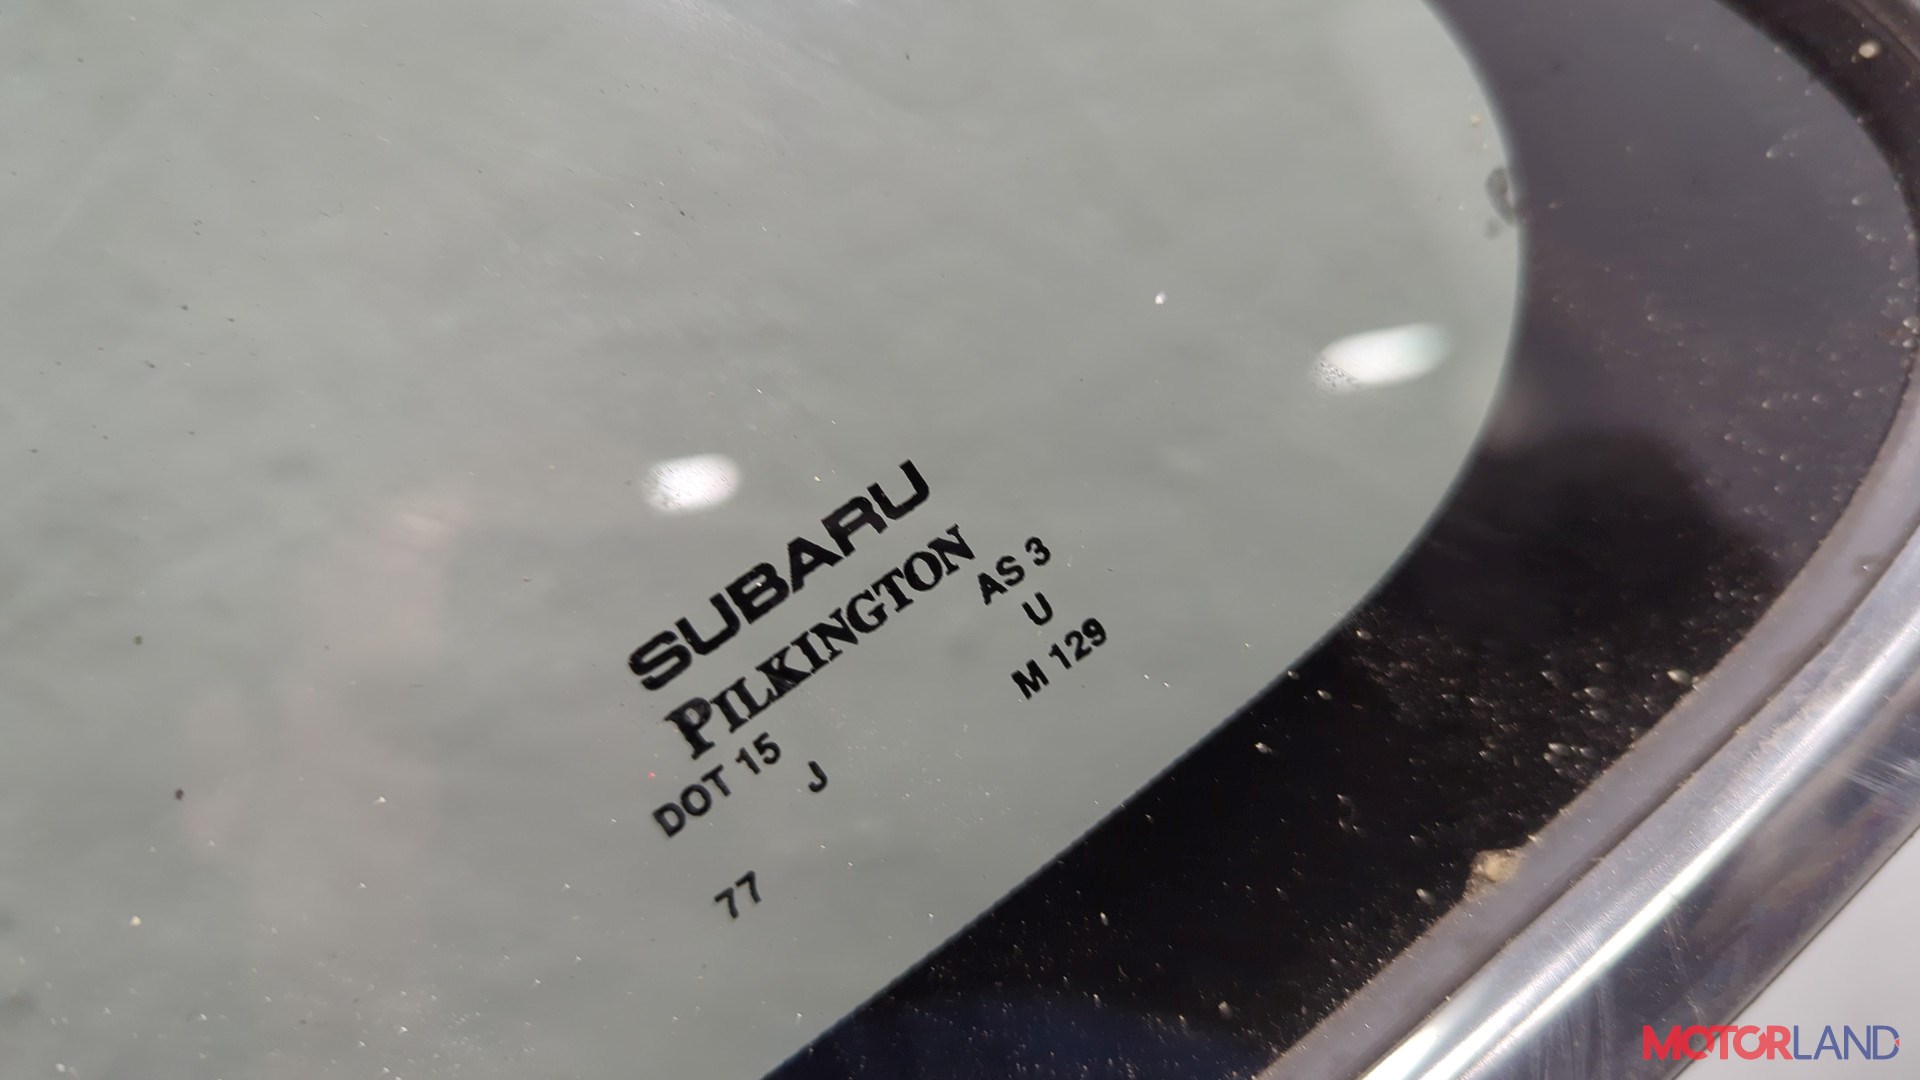 SUBARU
PILKINGTON
DOT 15 AS 3
J U
M 129
77
MOTORLAND